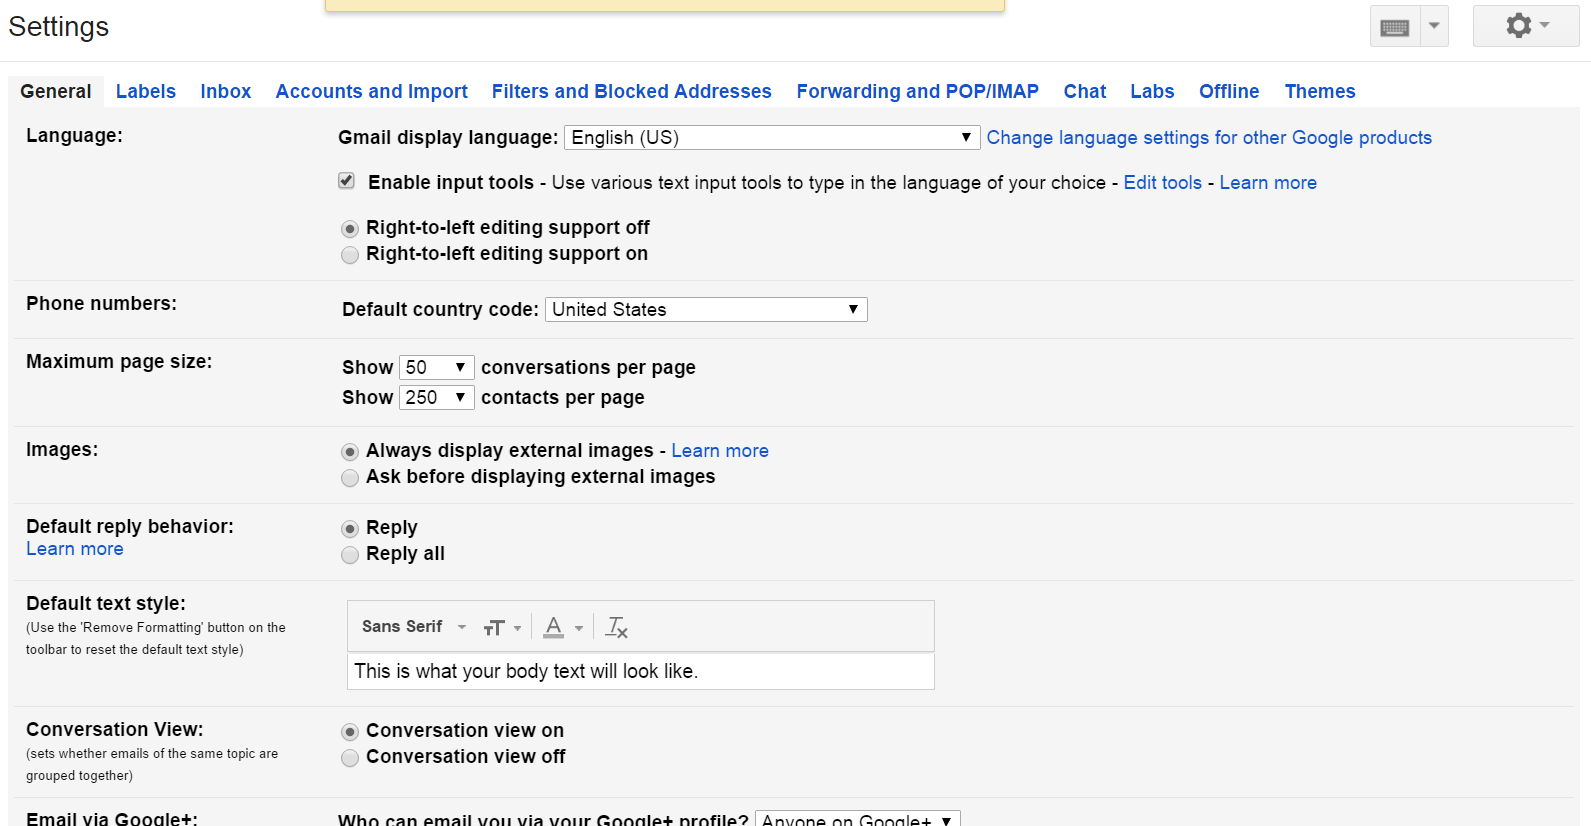 Settings
General Labels Inbox Accounts and Import Filters and Blocked Addresses Forwarding and POP/IMAP Chat Labs Offline Themes
Language:
Gmail display language: English (US) Change language settings for other Google products
Enable input tools - Use various text input tools to type in the language of your choice - Edit tools - Learn more
Right-to-left editing support off
Right-to-left editing support on
Phone numbers:
Default country code: United States
Maximum page size:
Show 50 conversations per page
Show 250 contacts per page
Images:
Always display external images - Learn more
Ask before displaying external images
Default reply behavior:
Learn more
Reply
Reply all
Default text style:
(Use the 'Remove Formatting' button on the
toolbar to reset the default text style)
Sans Serif
This is what your body text will look like.
Conversation View:
(sets whether emails of the same topic are
grouped together)
Conversation view on
Conversation view off
Email via Google+:
Who can email you via your Google+ profile? Anyone on Google+